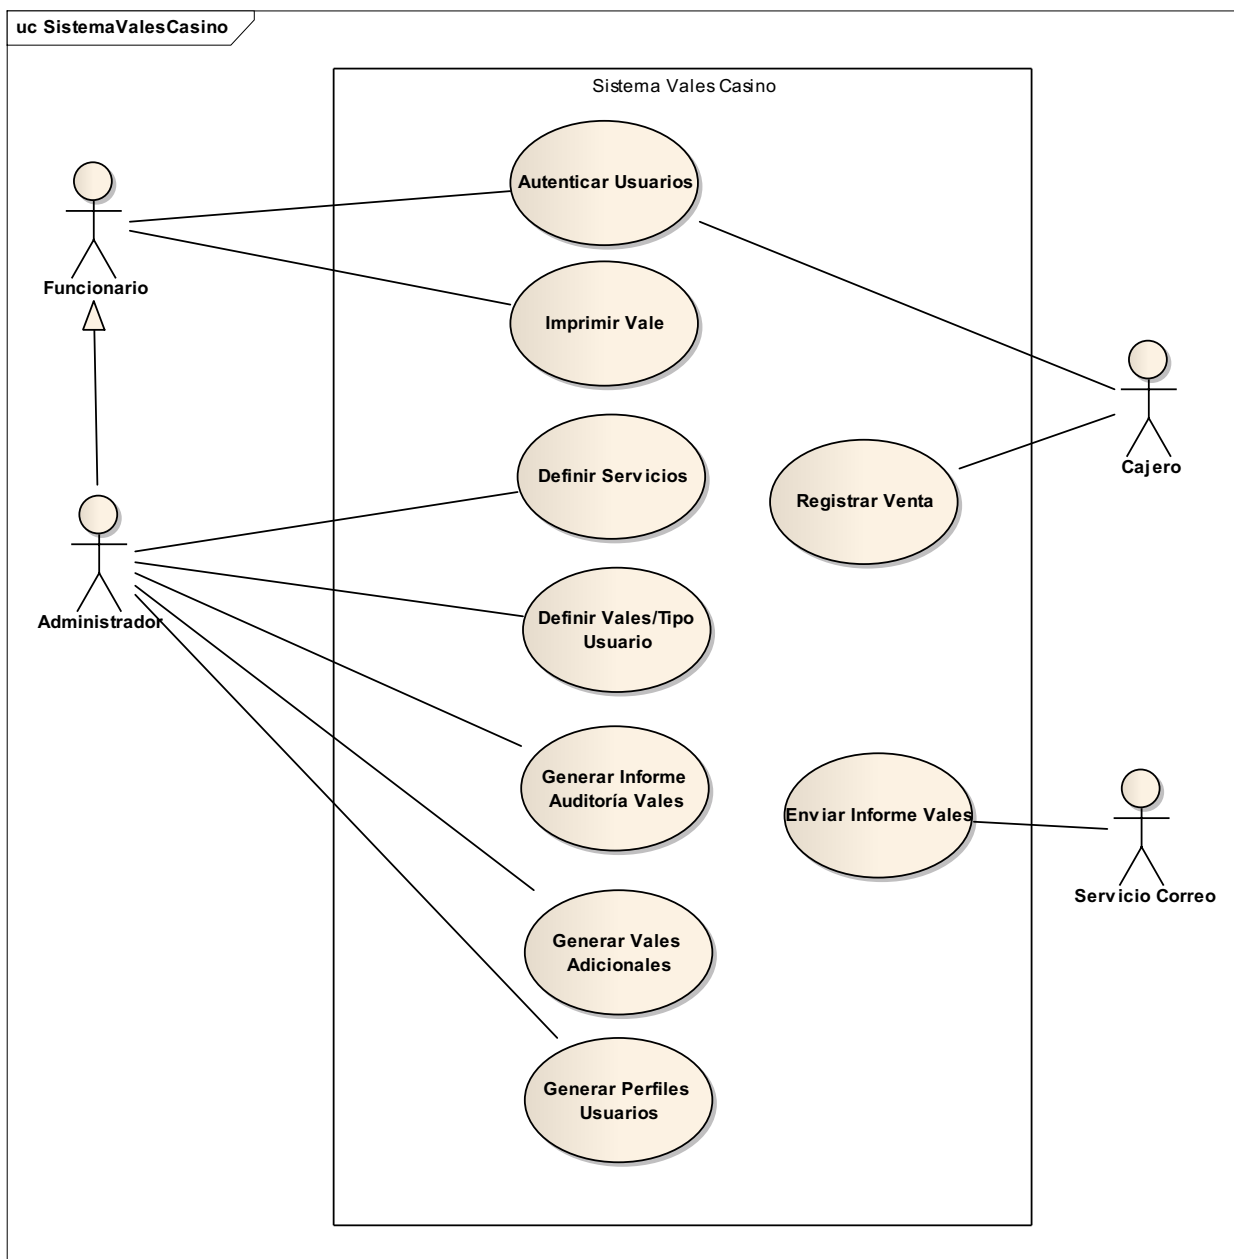 uc SistemaValesCasino
Sistema Vales Casino
Autenticar Usuarios
Funcionario
Imprimir Vale
Cajero
Definir Servicios
Registrar Venta
Administrador
Definir Vales/Tipo
Usuario
Generar Informe
Auditoría Vales
Enviar Informe Vales
Servicio Correo
Generar Vales
Adicionales
Generar Perfiles
Usuarios